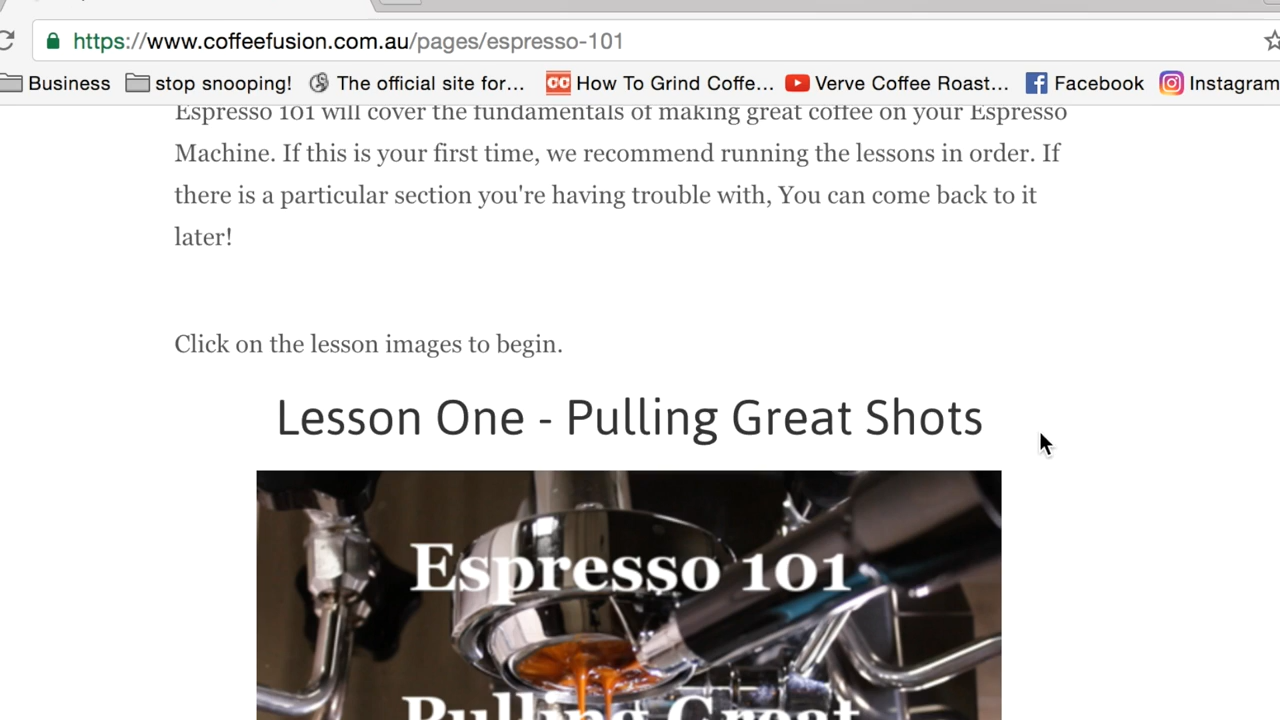 https://www.coffeefusion.com.au/pages/espresso-101
Business stop snooping! The official site for... CC How To Grind Coffe... Verve Coffee Roast... Facebook Instagram
Espresso 101 will cover the fundamentals of making great coffee on your Espresso
Machine. If this is your first time, we recommend running the lessons in order. If
there is a particular section you're having trouble with, You can come back to it
later!
Click on the lesson images to begin.
Lesson One - Pulling Great Shots
Espresso 101
Pulling Great